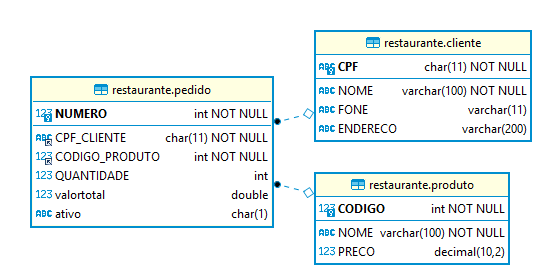 restaurante.pedido
123 NUMERO int NOT NULL
ABC CPF_CLIENTE char(11) NOT NULL
123 CODIGO_PRODUTO int NOT NULL
123 QUANTIDADE int
123 valortotal double
ABC ativo char(1)
restaurante.cliente
ABC CPF char(11) NOT NULL
ABC NOME varchar(100) NOT NULL
ABC FONE varchar(11)
ABC ENDERECO varchar(200)
restaurante.produto
123 CODIGO int NOT NULL
ABC NOME varchar(100) NOT NULL
123 PRECO decimal(10,2)